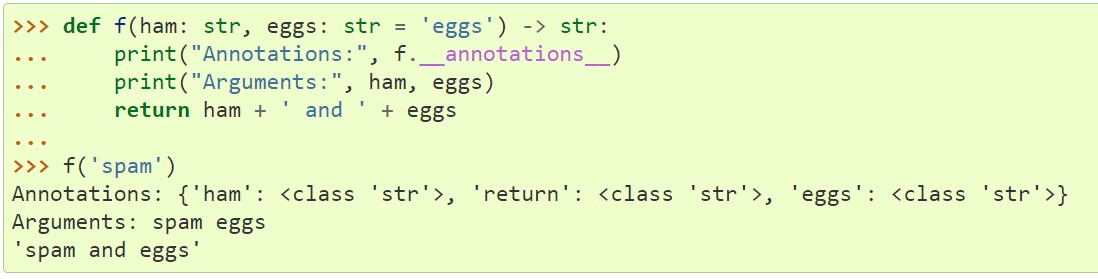 >>> def f(ham: str, eggs: str = 'eggs') -> str:
...     print("Annotations:", f.__annotations__)
...     print("Arguments:", ham, eggs)
...     return ham + ' and ' + eggs
...
>>> f('spam')
Annotations: {'ham': <class 'str'>, 'return': <class 'str'>, 'eggs': <class 'str'>}
Arguments: spam eggs
'spam and eggs'